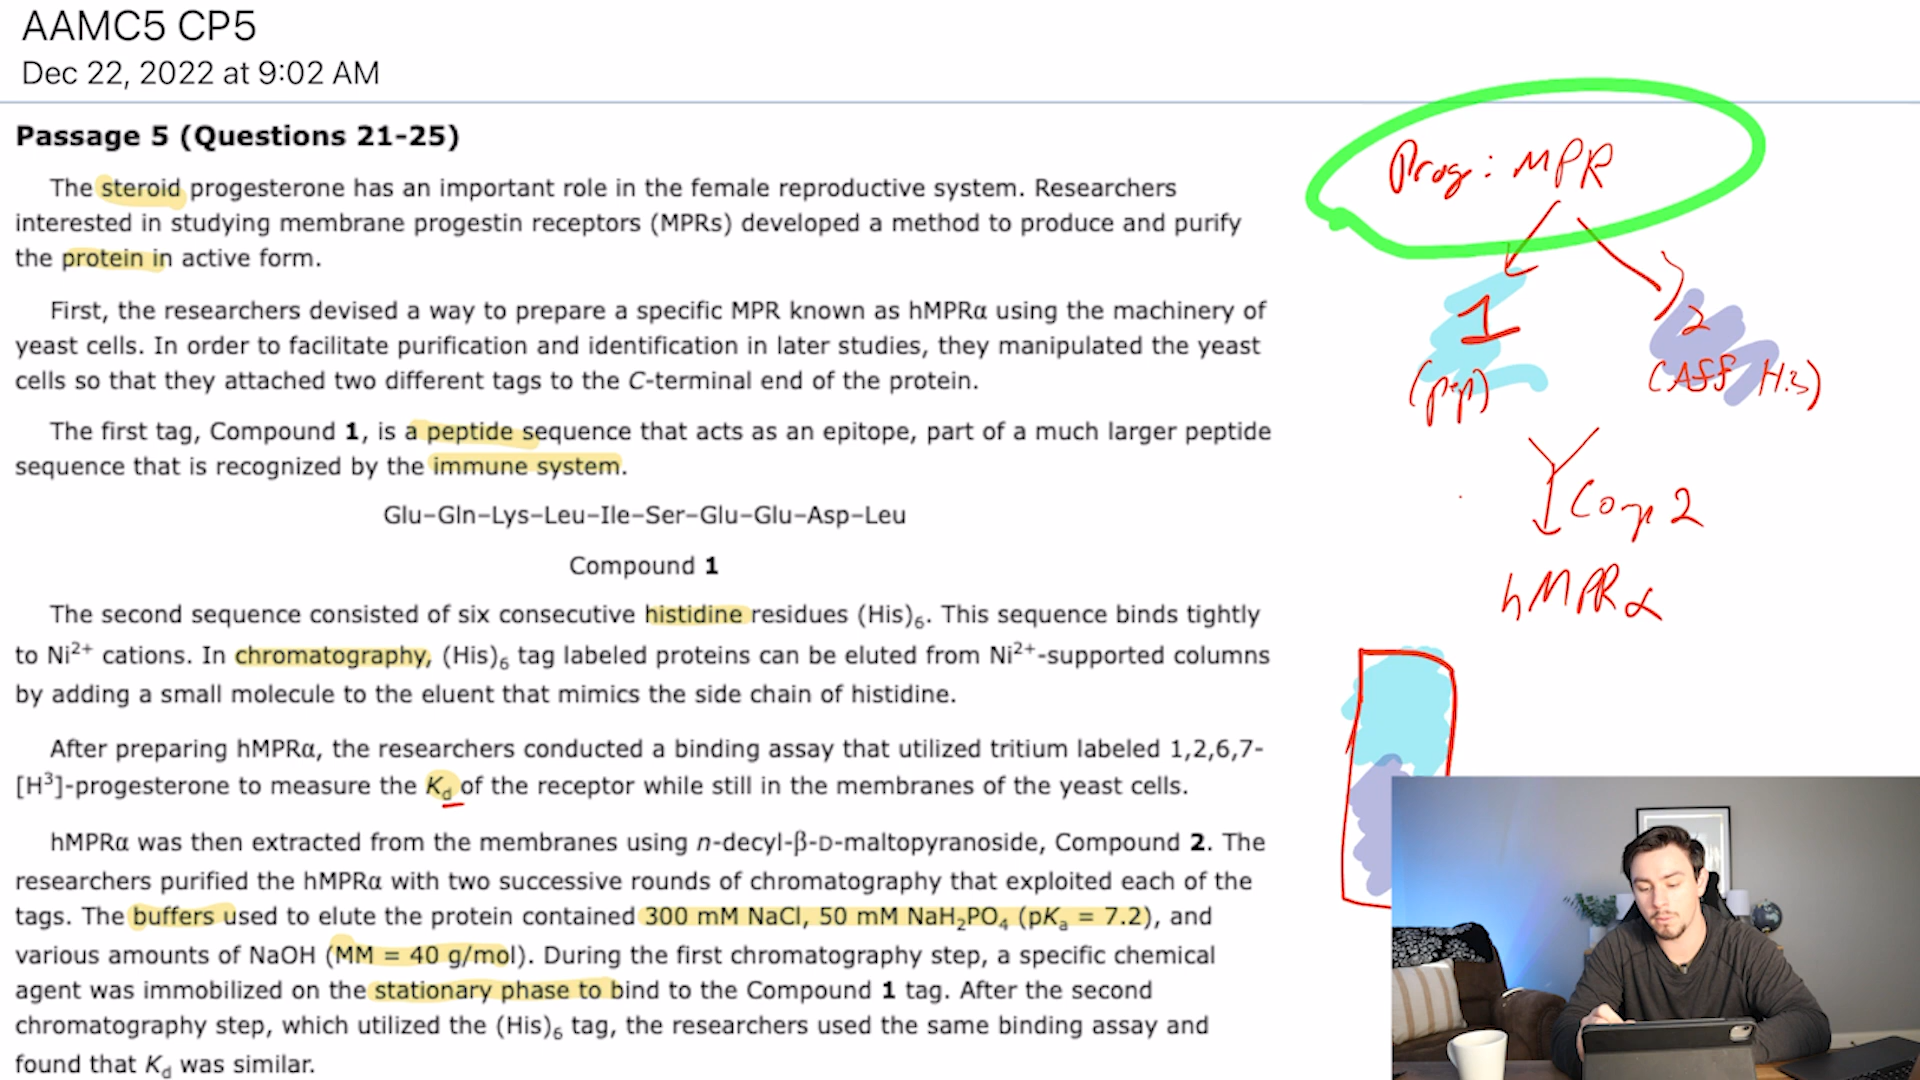 AAMC5 CP5
Dec 22, 2022 at 9:02 AM
Passage 5 (Questions 21-25)
The steroid progesterone has an important role in the female reproductive system. Researchers
interested in studying membrane progestin receptors (MPRs) developed a method to produce and purify
the protein in active form.
First, the researchers devised a way to prepare a specific MPR known as hMPRα using the machinery of
yeast cells. In order to facilitate purification and identification in later studies, they manipulated the yeast
cells so that they attached two different tags to the C-terminal end of the protein.
The first tag, Compound 1, is a peptide sequence that acts as an epitope, part of a much larger peptide
sequence that is recognized by the immune system.
Glu–Gln–Lys–Leu–Ile–Ser–Glu–Glu–Asp–Leu
Compound 1
The second sequence consisted of six consecutive histidine residues (His)₆. This sequence binds tightly
to Ni²⁺ cations. In chromatography, (His)₆ tag labeled proteins can be eluted from Ni²⁺-supported columns
by adding a small molecule to the eluent that mimics the side chain of histidine.
After preparing hMPRα, the researchers conducted a binding assay that utilized tritium labeled 1,2,6,7-
[H³]-progesterone to measure the Kd of the receptor while still in the membranes of the yeast cells.
hMPRα was then extracted from the membranes using n-decyl-β-D-maltopyranoside, Compound 2. The
researchers purified the hMPRα with two successive rounds of chromatography that exploited each of the
tags. The buffers used to elute the protein contained 300 mM NaCl, 50 mM NaH₂PO₄ (pKₐ = 7.2), and
various amounts of NaOH (MM = 40 g/mol). During the first chromatography step, a specific chemical
agent was immobilized on the stationary phase to bind to the Compound 1 tag. After the second
chromatography step, which utilized the (His)₆ tag, the researchers used the same binding assay and
found that Kd was similar.
Prog: MPR
1
2
(pep)
(Aff His)
Comp 2
hMPRα